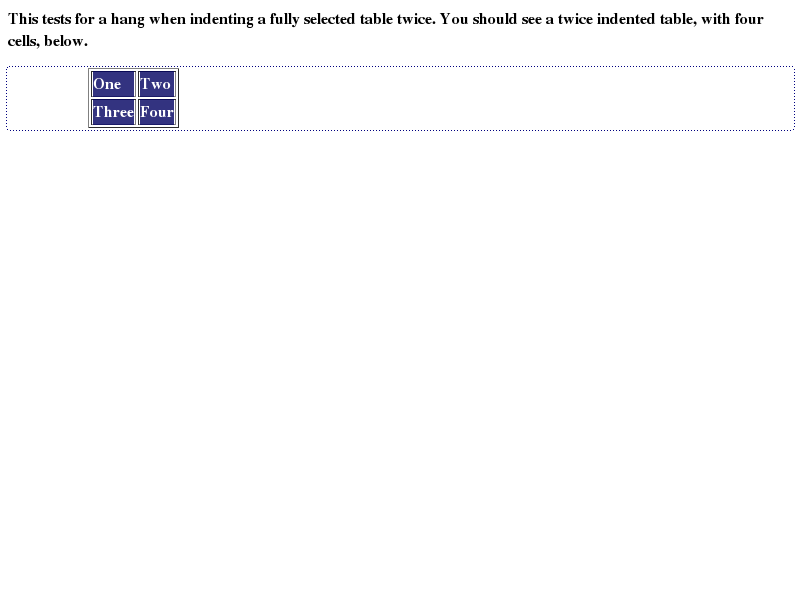 This tests for a hang when indenting a fully selected table twice. You should see a twice indented table, with four
cells, below.
One Two
Three Four